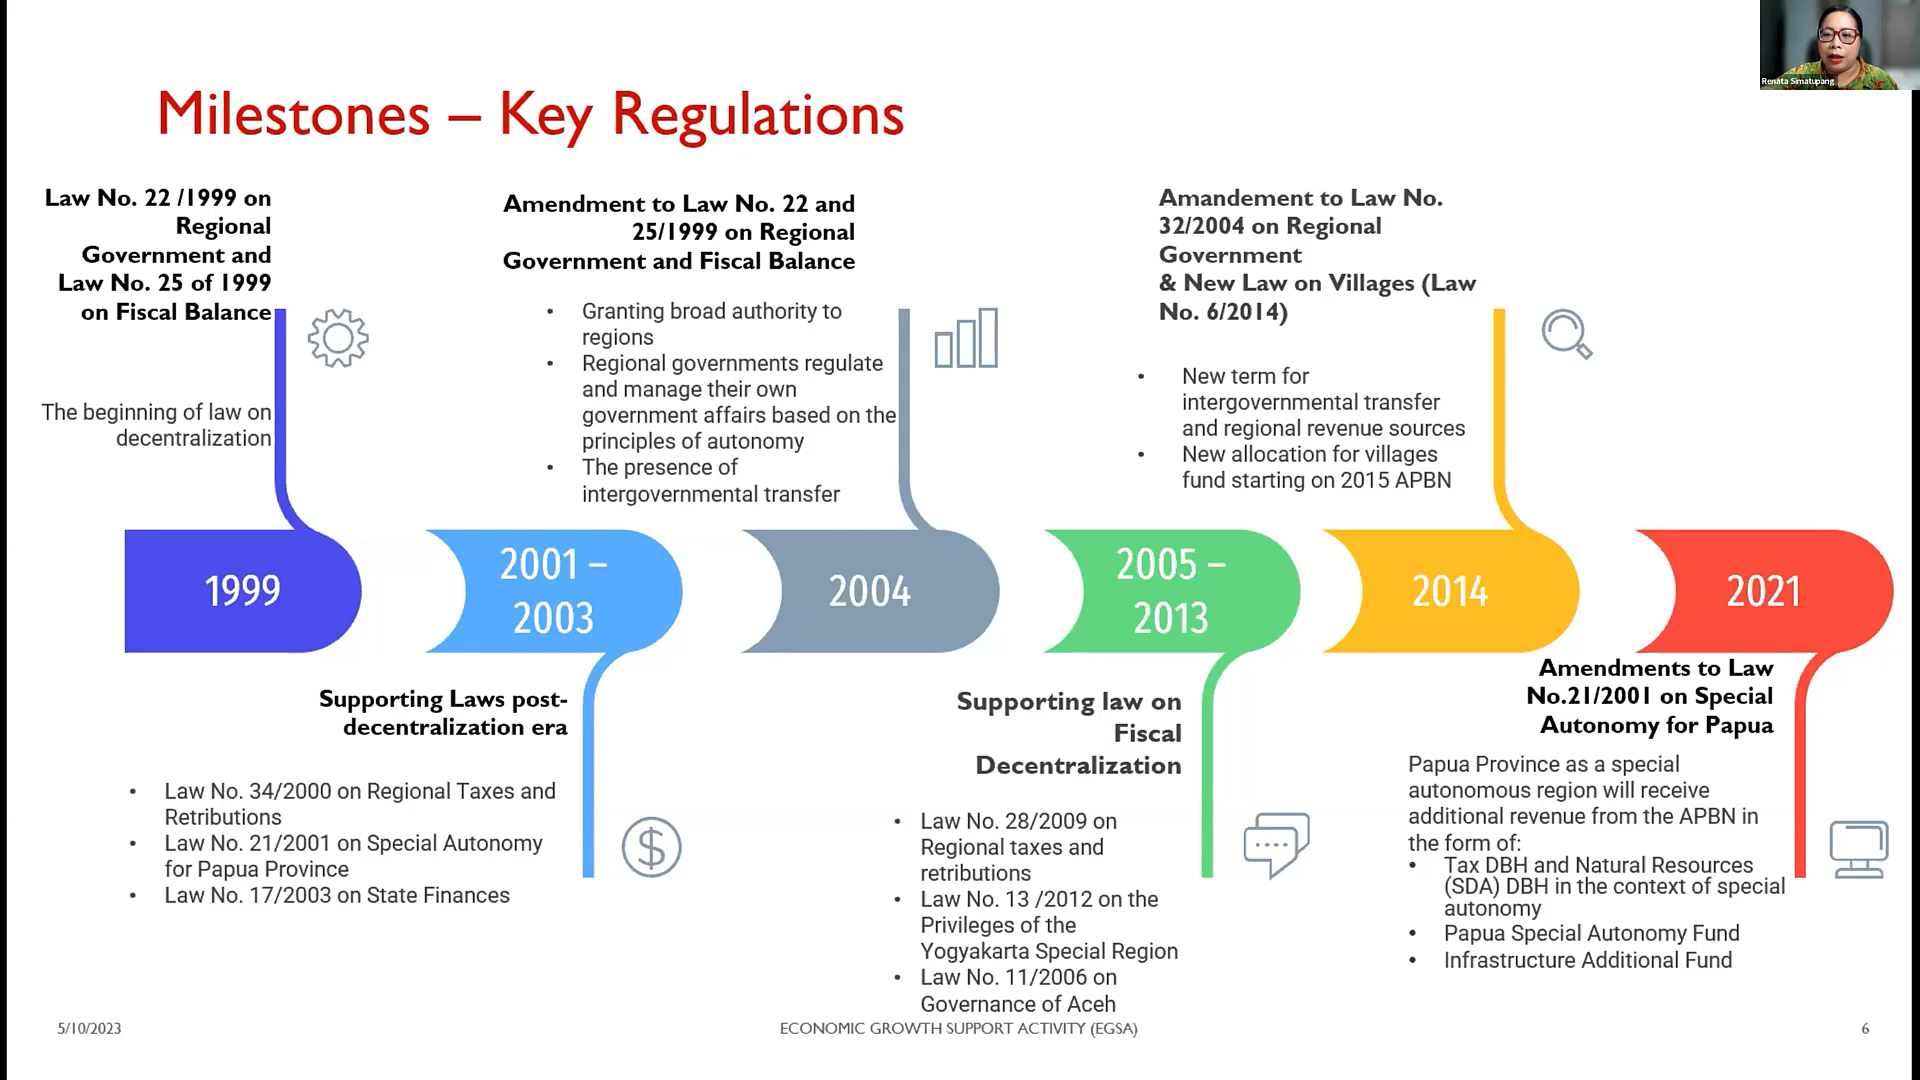 Renata Simatupang
Milestones – Key Regulations
Law No. 22 /1999 on
Regional
Government and
Law No. 25 of 1999
on Fiscal Balance
The beginning of law on
decentralization
Amendment to Law No. 22 and
25/1999 on Regional
Government and Fiscal Balance
• Granting broad authority to
regions
• Regional governments regulate
and manage their own
government affairs based on the
principles of autonomy
• The presence of
intergovernmental transfer
Amandement to Law No.
32/2004 on Regional
Government
& New Law on Villages (Law
No. 6/2014)
• New term for
intergovernmental transfer
and regional revenue sources
• New allocation for villages
fund starting on 2015 APBN
1999
2001 –
2003
2004
2005 –
2013
2014
2021
Supporting Laws post-
decentralization era
• Law No. 34/2000 on Regional Taxes and
Retributions
• Law No. 21/2001 on Special Autonomy
for Papua Province
• Law No. 17/2003 on State Finances
$
Supporting law on
Fiscal
Decentralization
• Law No. 28/2009 on
Regional taxes and
retributions
• Law No. 13 /2012 on the
Privileges of the
Yogyakarta Special Region
• Law No. 11/2006 on
Governance of Aceh
Amendments to Law
No.21/2001 on Special
Autonomy for Papua
Papua Province as a special
autonomous region will receive
additional revenue from the APBN in
the form of:
• Tax DBH and Natural Resources
(SDA) DBH in the context of special
autonomy
• Papua Special Autonomy Fund
• Infrastructure Additional Fund
5/10/2023
ECONOMIC GROWTH SUPPORT ACTIVITY (EGSA)
6